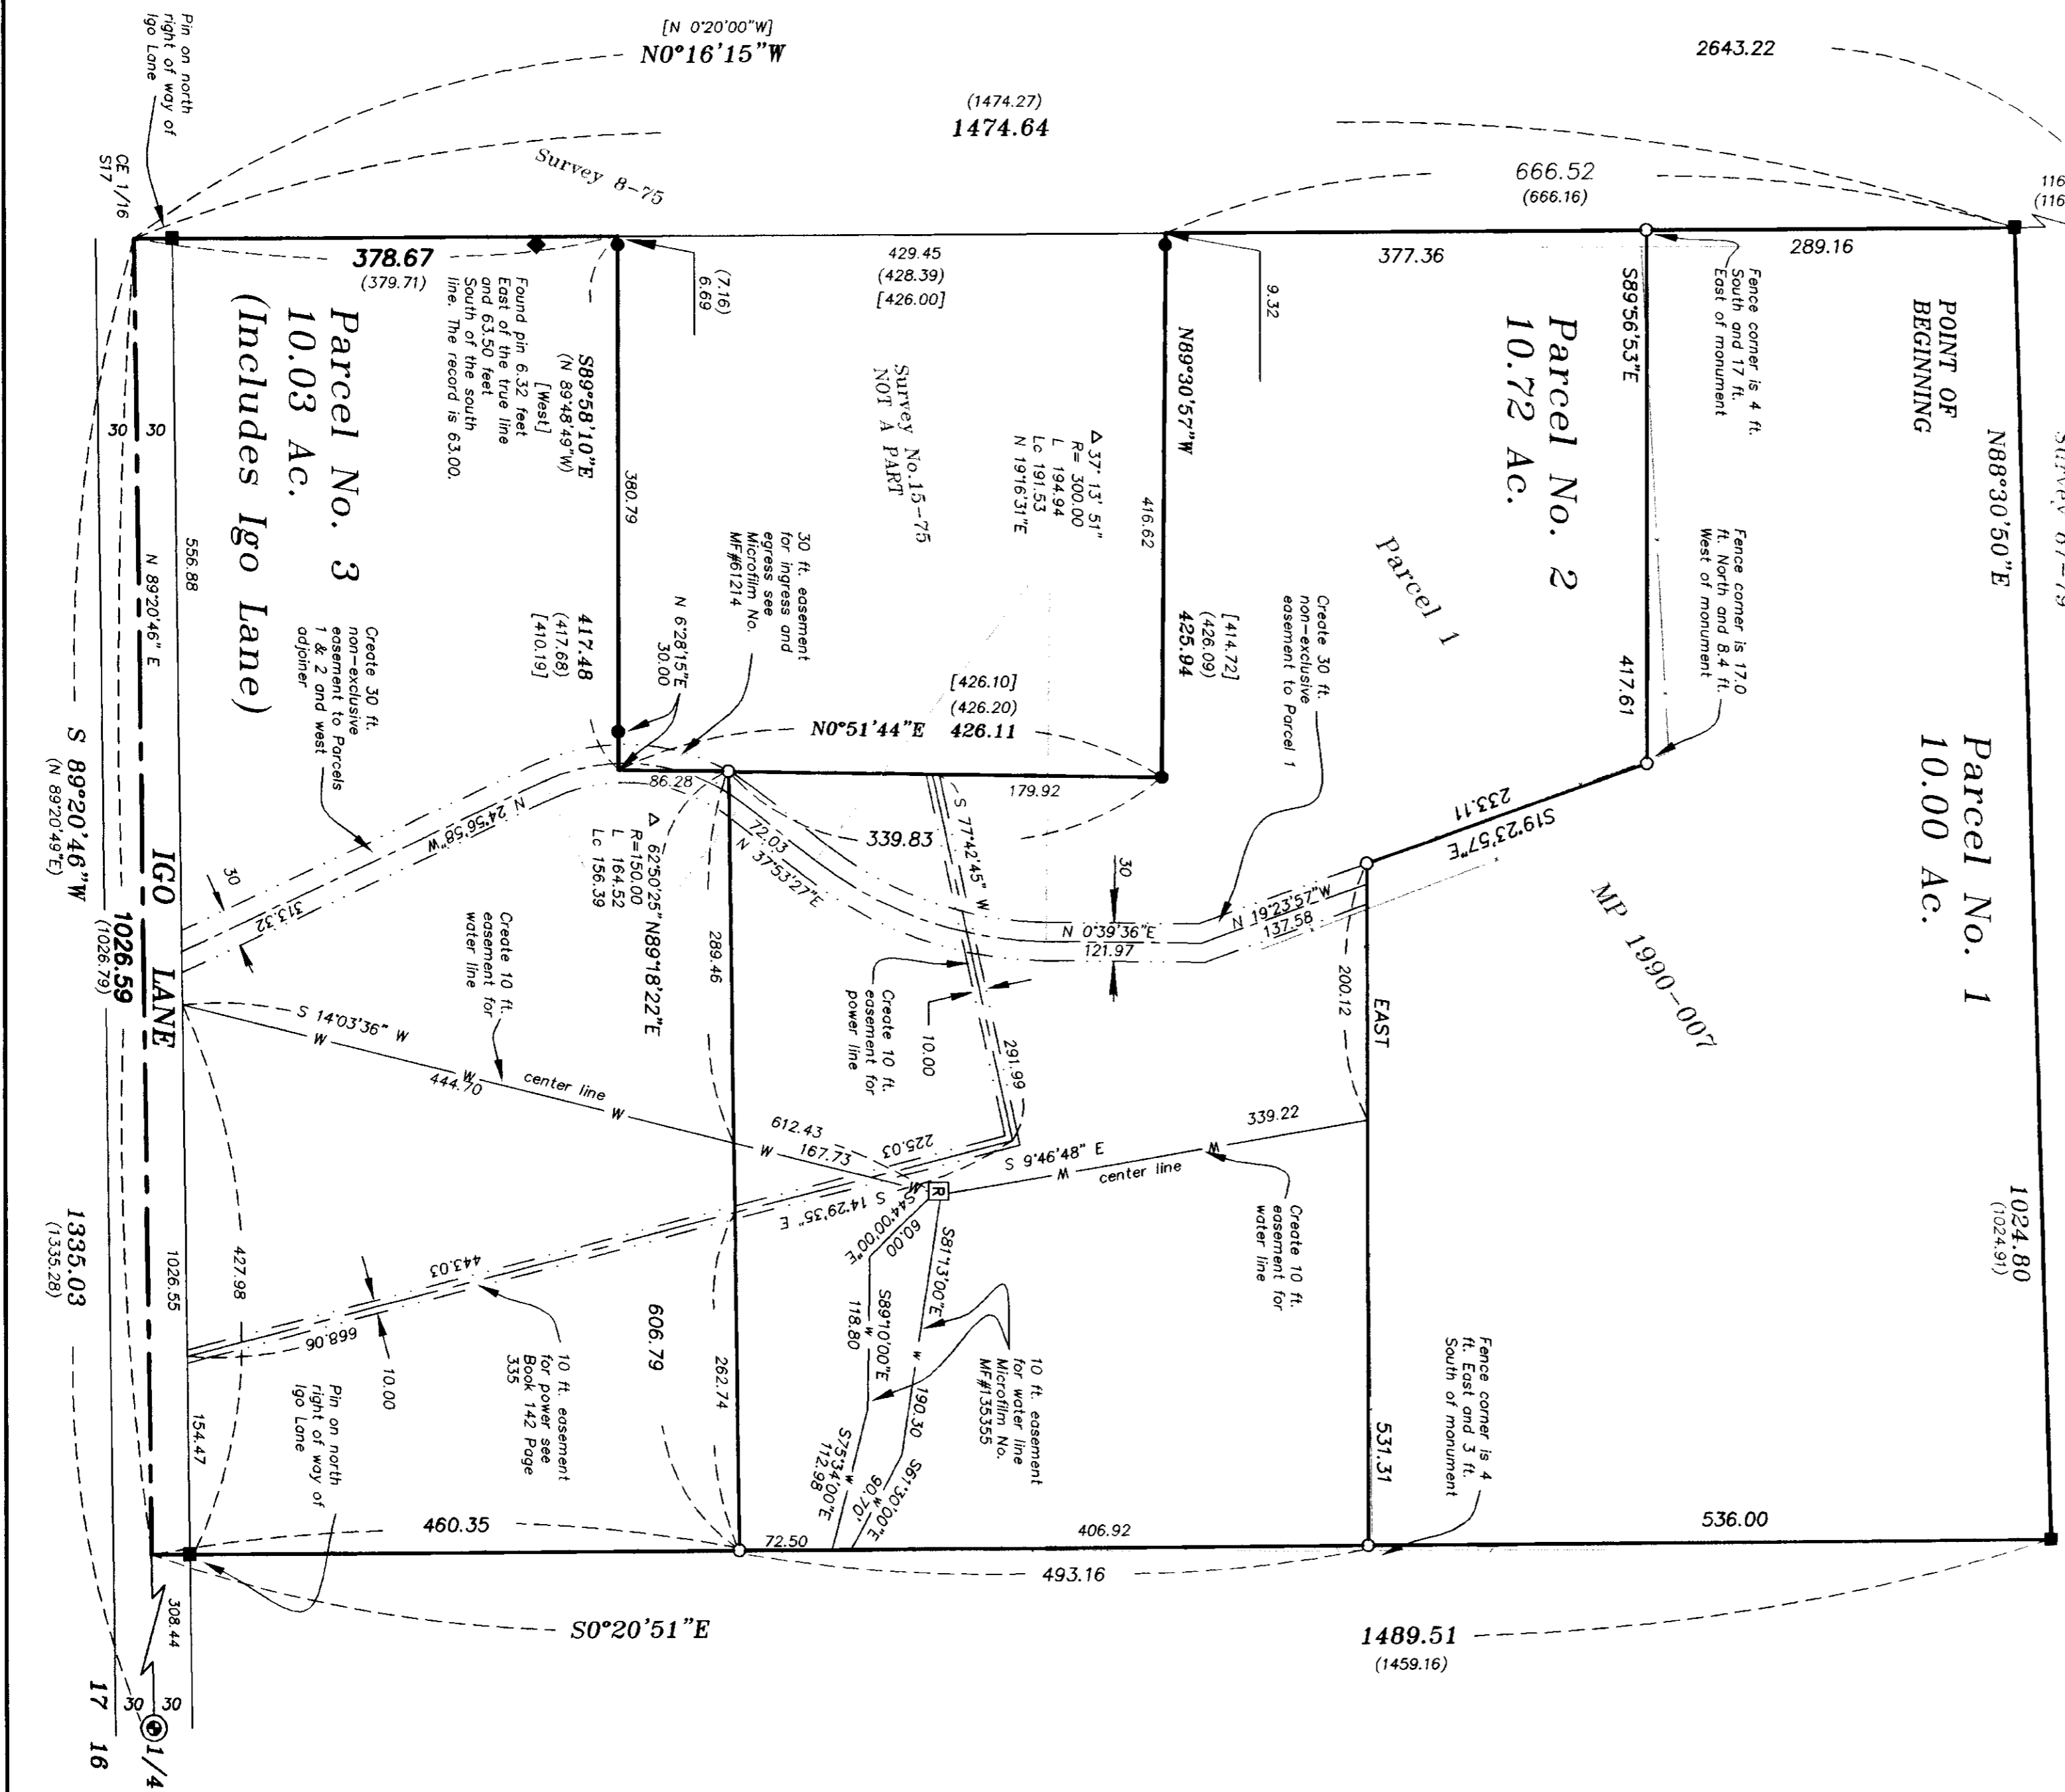 [N 0°20'00"W]
N0°16'15"W
2643.22
(1474.27)
1474.64
666.52
(666.16)
116
(116
Survey 8-75
Pin on north
right of way of
Igo Lane
CE 1/16
S17
378.67
(379.71)
(7.16)
6.69
429.45
(428.39)
[426.00]
9.32
377.36
289.16
Fence corner is 4 ft.
South and 17 ft.
East of monument
POINT OF
BEGINNING
N88°30'50"E
1024.80
(1024.91)
Parcel No. 1
10.00 Ac.
MP 1990-007
S89°56'53"E
417.61
Fence corner is 17.0
ft. North and 8.4 ft.
West of monument
233.11
S19°23'57"E
Parcel No. 2
10.72 Ac.
Parcel 1
N89°30'57"W
416.62
[414.72]
(426.09)
425.94
Create 30 ft.
non-exclusive
easement to Parcel 1
△ 37° 13' 51"
R= 300.00
L 194.94
Lc 191.53
N 19°16'31"E
Survey No.15-75
NOT A PART
30 ft. easement
for ingress and
egress see
Microfilm No.
MF#61214
N 6°28'15"E
30.00
380.79
S89°58'10"E
(N 89°48'49"W)
[West]
417.48
(417.68)
[410.19]
Found pin 6.32 feet
East of the true line
and 63.50 feet
South of the south
line. The record is 63.00.
Parcel No. 3
10.03 Ac.
(Includes Igo Lane)
Create 30 ft.
non-exclusive
easement to Parcels
1 & 2 and west
adjoiner
[426.10]
(426.20)
N0°51'44"E 426.11
86.28
179.92
339.83
72.03
N 37°53'27"E
△ 62°50'25"
R=150.00
L 164.52
Lc 156.39
N89°18'22"E
289.46
262.74
606.79
S 77°42'45" W
291.99
10.00
Create 10 ft.
easement for
power line
30
N 0°39'36"E
121.97
N 19°23'57"W
137.58
200.12
EAST
531.31
Fence corner is 4
ft. East and 3 ft.
South of monument
339.22
W
W
S 6°46'48" E
center line
Create 10 ft.
easement for
water line
612.43
167.73
225.03
S 14°29'35" E
R
W
S44°00'00"E
60.00
S81°13'00"E
w
190.30
S89°10'00"E
w
118.80
S61°30'00"E
w
90.70'
S75°34'00"E
w
112.98
10 ft. easement
for water line
Microfilm No.
MF#135355
N 24°56'58"W
313.32
30
Create 10 ft.
easement for
water line
S 14°03'36" W
W
W
444.70
center line
W
W
443.03
668.06
10.00
10 ft. easement
for power see
Book 142 Page
335
Pin on north
right of way of
Igo Lane
427.98
154.47
556.88
1026.55
308.44
30 30
N 89°20'46" E
IGO LANE
S 89°20'46"W
(N 89°20'49"E)
1026.59
(1026.79)
1335.03
(1335.28)
30 30
1/4
17 16
72.50
406.92
460.35
493.16
536.00
S0°20'51"E
1489.51
(1459.16)